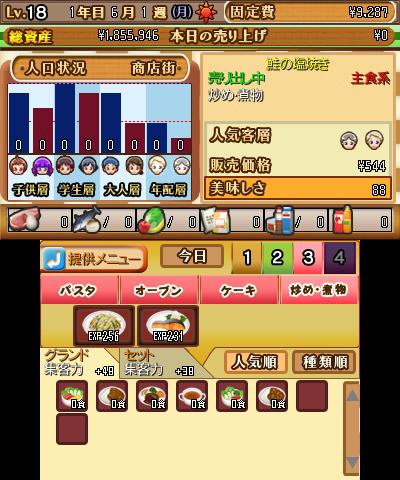 Lv.18 1年目6月1週(月) 固定費 ¥9,287
総資産 ¥1,855,946 本日の売り上げ ¥0
人口状況 商店街
0 0 0 0 0 0 0 0
子供層 学生層 大人層 年配層
鮭の塩焼き
売り出し中 主食系
炒め・煮物
人気客層
販売価格 ¥544
美味しさ 88
0 / 0 / 0 / 0 0 0
提供メニュー 今日 1 2 3 4
パスタ オーブン ケーキ 炒め・煮物
EXP256 EXP231
グランド 集客力 +48
セット 集客力 +38
人気順 種類順
0食 0食 0食 0食 0食 0食